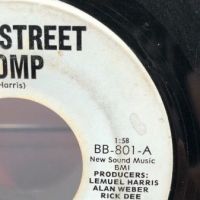 STREET
OMP
Harris)
1:58
BB-801-A
New Sound Music
BMI
PRODUCERS:
LEMUEL HARRIS
ALAN WEBER
RICK DEE